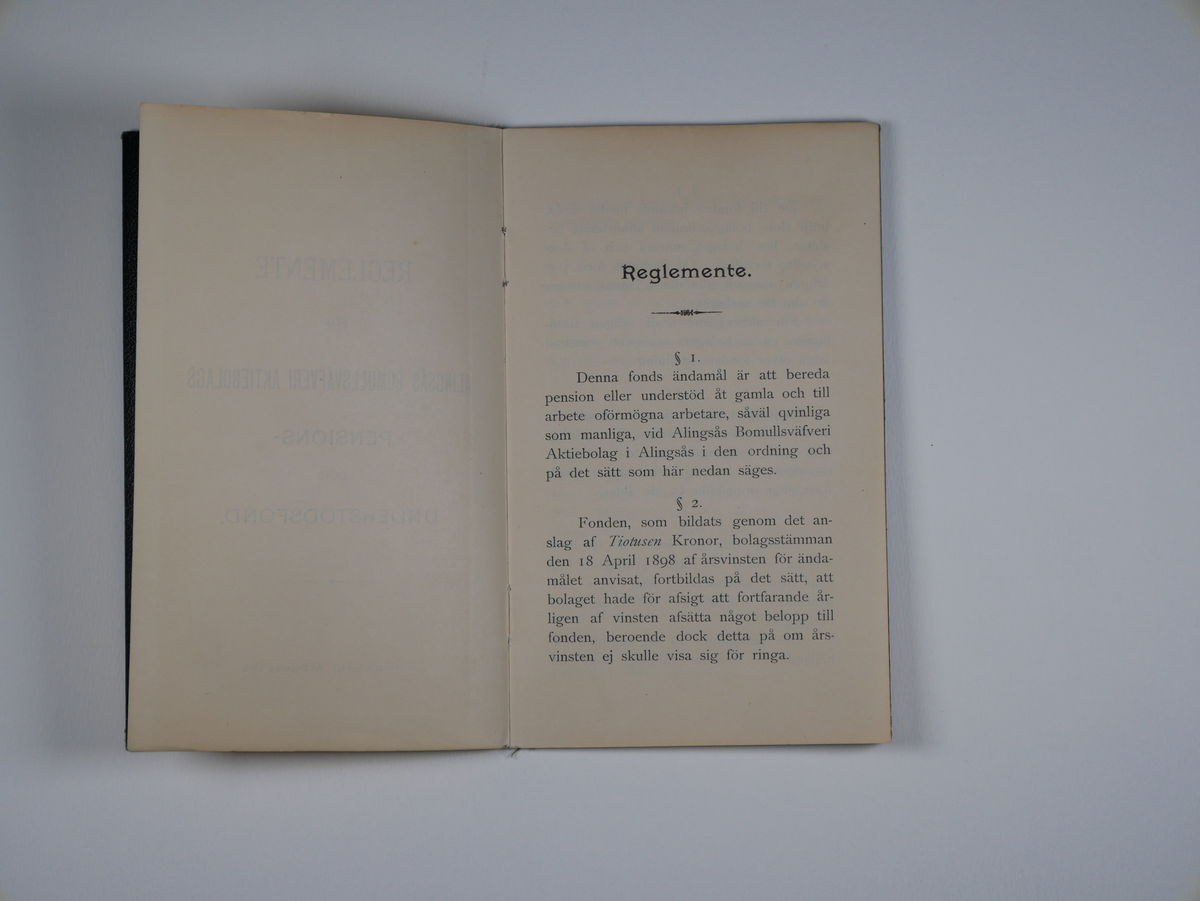 Reglemente.
§ 1.
Denna fonds ändamål är att bereda
pension eller understöd åt gamla och till
arbete oförmögna arbetare, såväl qvinliga
som manliga, vid Alingsås Bomullsväfveri
Aktiebolag i Alingsås i den ordning och
på det sätt som här nedan säges.
§ 2.
Fonden, som bildats genom det an-
slag af Tiotusen Kronor, bolagsstämman
den 18 April 1898 af årsvinsten för ända-
målet anvisat, fortbildas på det sätt, att
bolaget hade för afsigt att fortfarande år-
ligen af vinsten afsätta något belopp till
fonden, beroende dock detta på om års-
vinsten ej skulle visa sig för ringa.